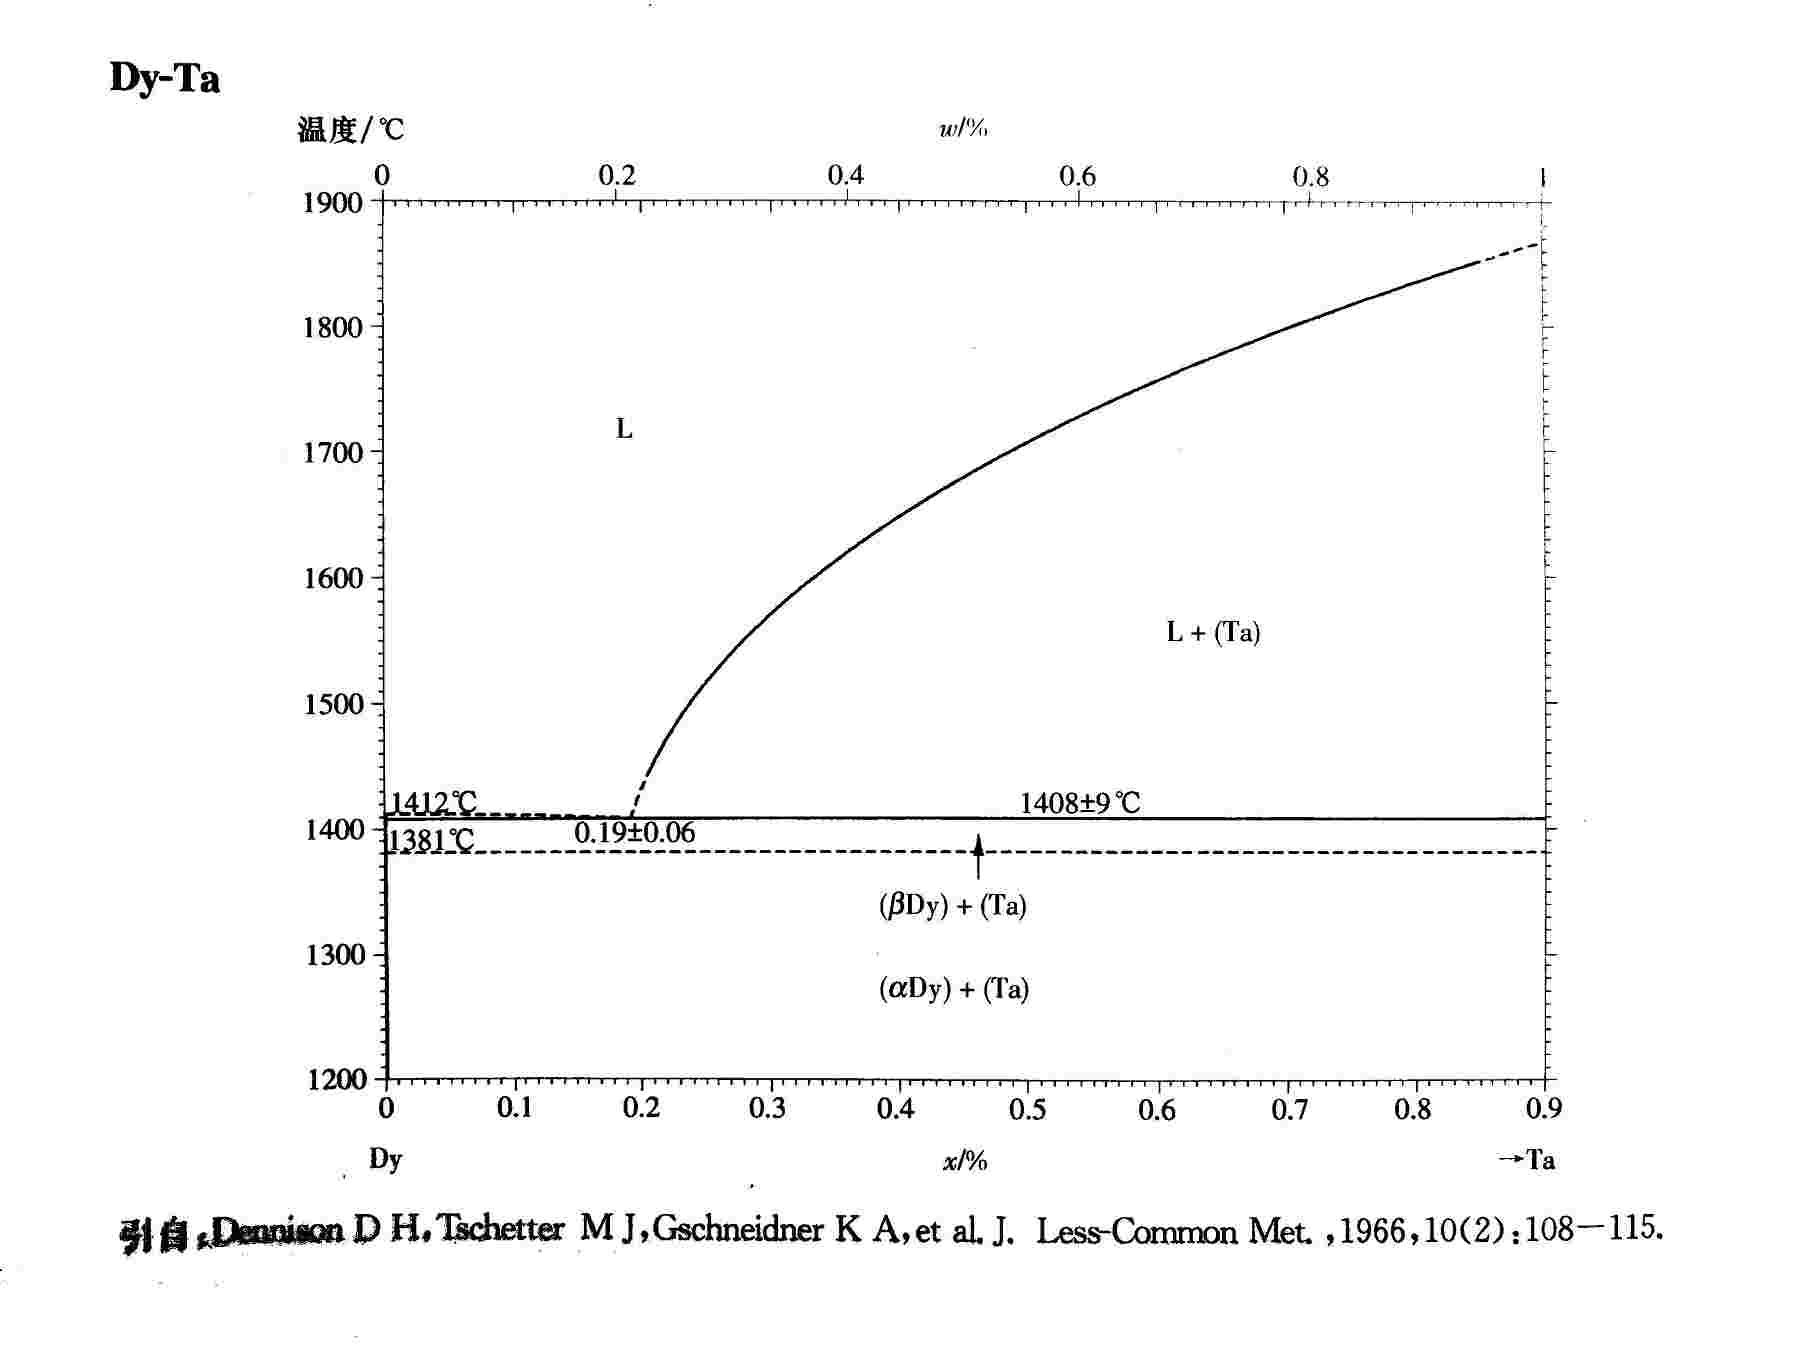 Dy-Ta
温度/℃
w/%
0 0.2 0.4 0.6 0.8 1
1900
1800
1700
L
1600
L + (Ta)
1500
1412℃
1408±9℃
1400
0.19±0.06
1381℃
(βDy) + (Ta)
1300
(αDy) + (Ta)
1200
0 0.1 0.2 0.3 0.4 0.5 0.6 0.7 0.8 0.9
Dy x/% →Ta
引自:Dennison D H, Tschetter M J,Gschneidner K A,et al. J. Less-Common Met. ,1966,10(2):108—115.